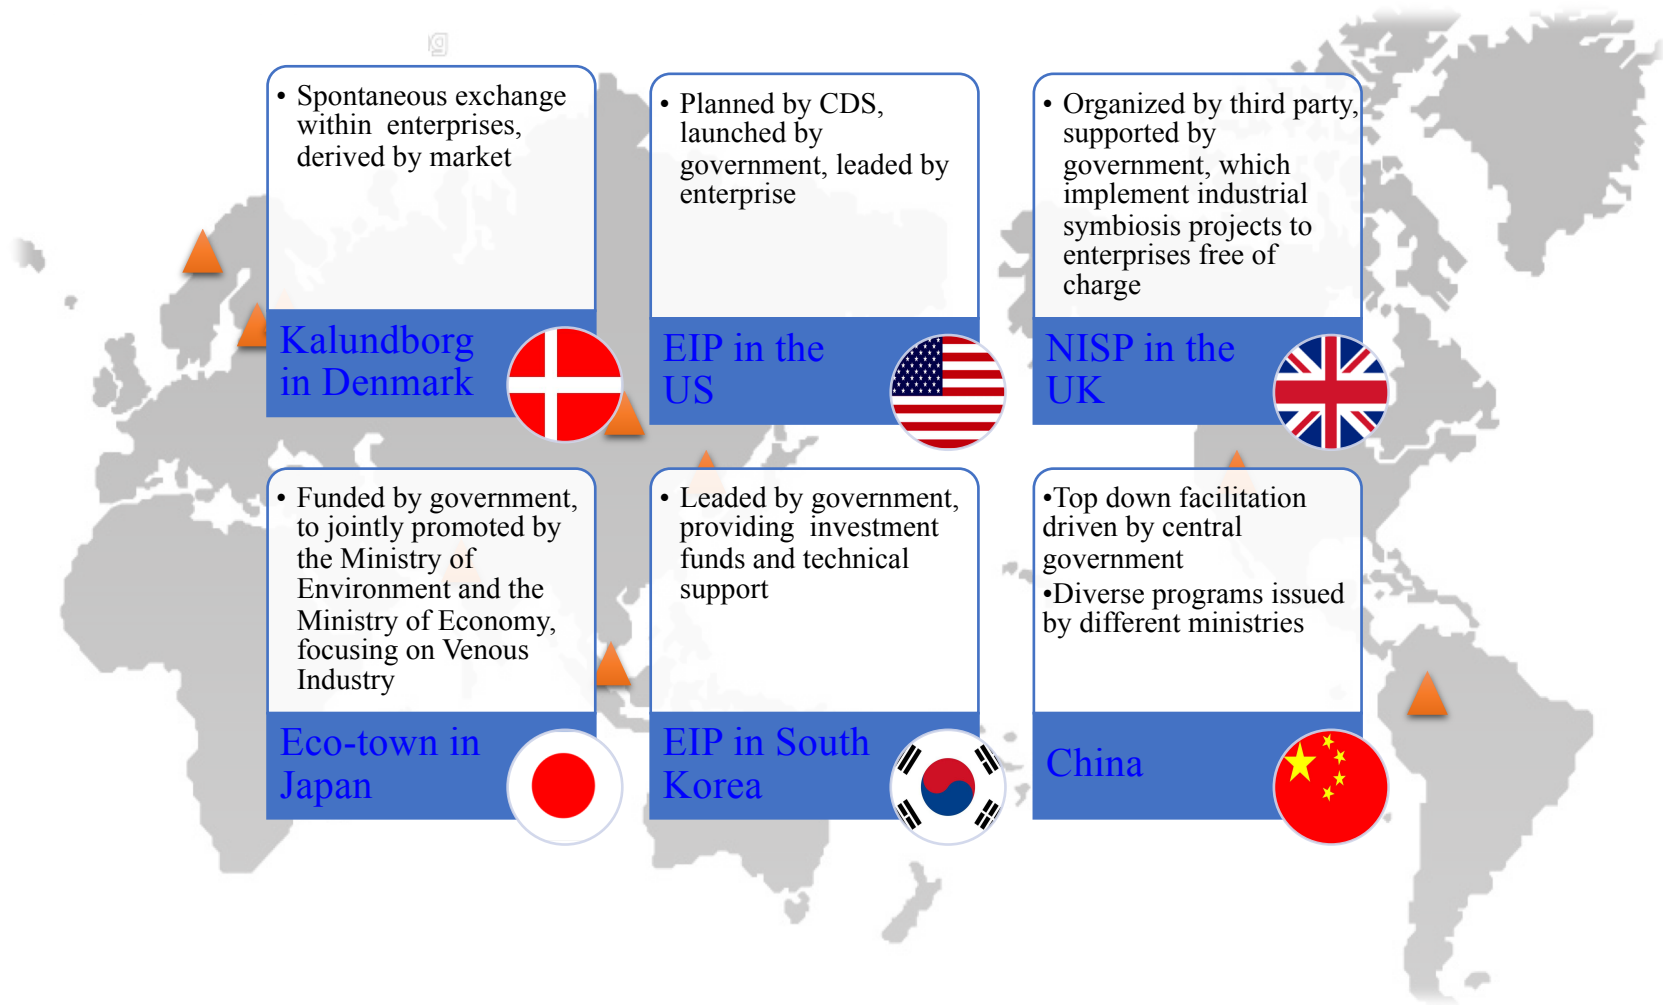 • Spontaneous exchange
within enterprises,
derived by market
Kalundborg
in Denmark
• Planned by CDS,
launched by
government, leaded by
enterprise
EIP in the
US
• Organized by third party,
supported by
government, which
implement industrial
symbiosis projects to
enterprises free of
charge
NISP in the
UK
• Funded by government,
to jointly promoted by
the Ministry of
Environment and the
Ministry of Economy,
focusing on Venous
Industry
Eco-town in
Japan
• Leaded by government,
providing investment
funds and technical
support
EIP in South
Korea
•Top down facilitation
driven by central
government
•Diverse programs issued
by different ministries
China